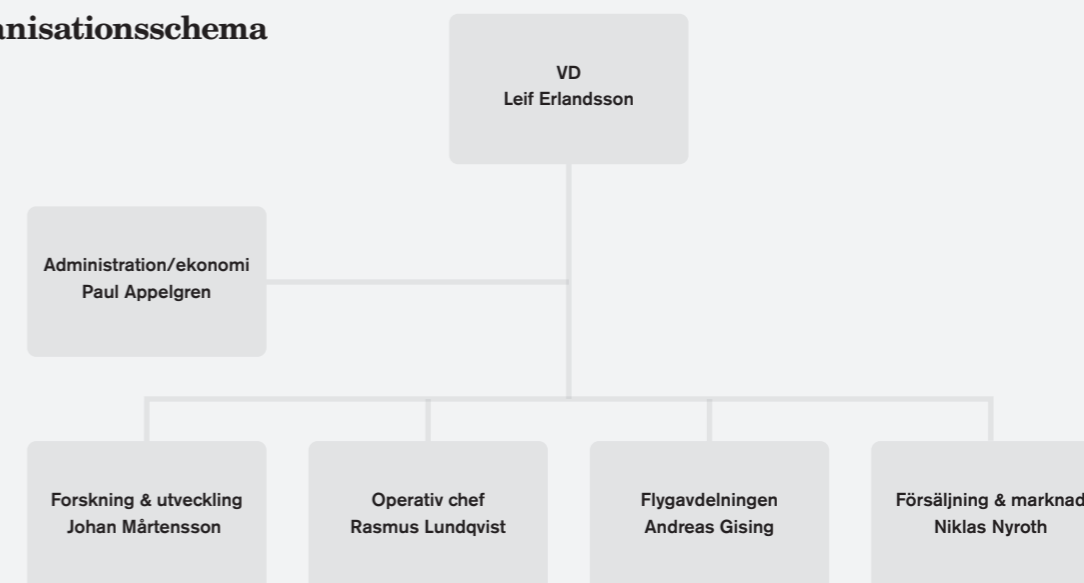 anisationsschema
VD
Leif Erlandsson
Administration/ekonomi
Paul Appelgren
Forskning & utveckling
Johan Mårtensson
Operativ chef
Rasmus Lundqvist
Flygavdelningen
Andreas Gising
Försäljning & marknad
Niklas Nyroth